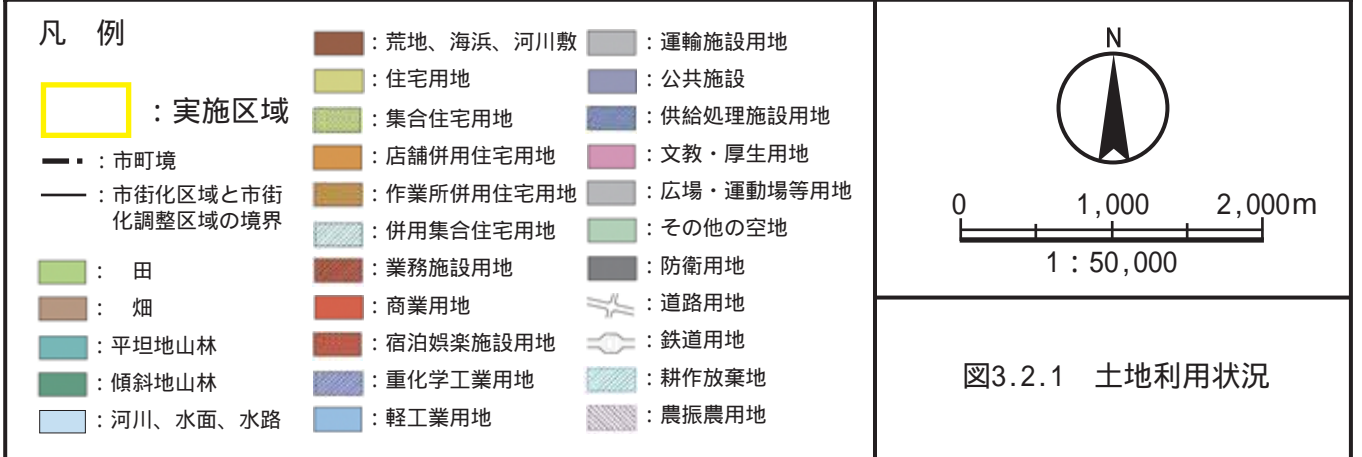 凡 例
：実施区域
：市町境
：市街化区域と市街
化調整区域の境界
： 田
： 畑
：平坦地山林
：傾斜地山林
：河川、水面、水路
：荒地、海浜、河川敷
：住宅用地
：集合住宅用地
：店舗併用住宅用地
：作業所併用住宅用地
：併用集合住宅用地
：業務施設用地
：商業用地
：宿泊娯楽施設用地
：重化学工業用地
：軽工業用地
：運輸施設用地
：公共施設
：供給処理施設用地
：文教・厚生用地
：広場・運動場等用地
：その他の空地
：防衛用地
：道路用地
：鉄道用地
：耕作放棄地
：農振農用地
N
0 1,000 2,000m
1：50,000
図3.2.1 土地利用状況